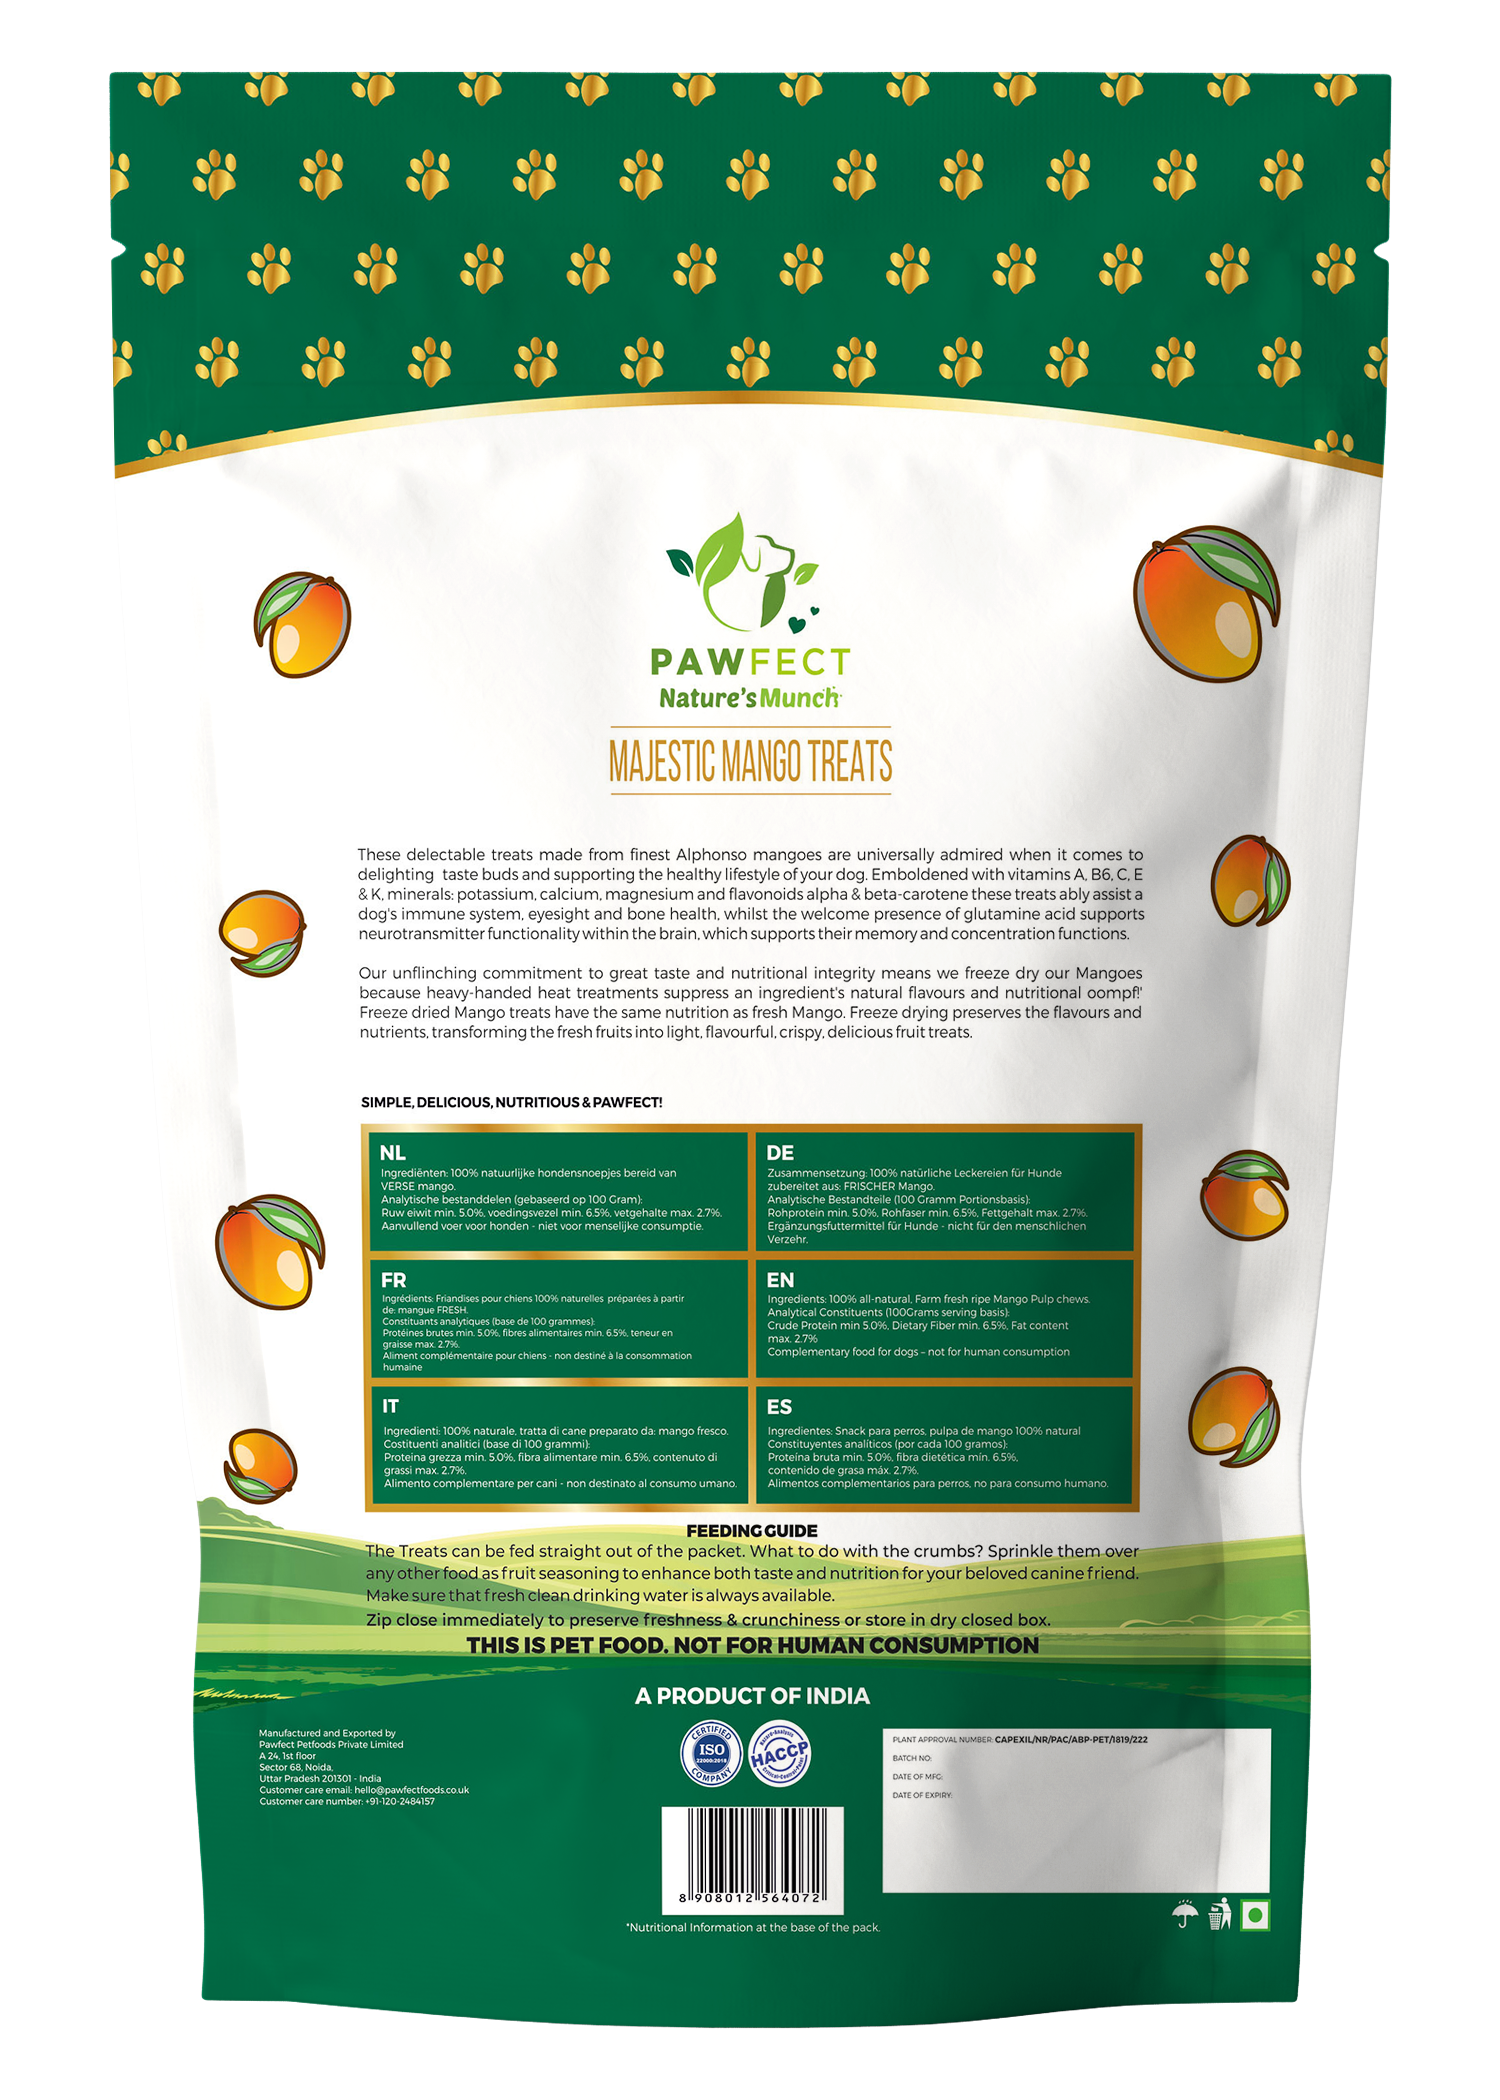 PAWFECT
Nature's Munch
MAJESTIC MANGO TREATS
These delectable treats made from finest Alphonso mangoes are universally admired when it comes to
delighting taste buds and supporting the healthy lifestyle of your dog. Emboldened with vitamins A, B6, C, E
& K, minerals: potassium, calcium, magnesium and flavonoids alpha & beta-carotene these treats ably assist a
dog's immune system, eyesight and bone health, whilst the welcome presence of glutamine acid supports
neurotransmitter functionality within the brain, which supports their memory and concentration functions.
Our unflinching commitment to great taste and nutritional integrity means we freeze dry our Mangoes
because heavy-handed heat treatments suppress an ingredient's natural flavours and nutritional oompf!'
Freeze dried Mango treats have the same nutrition as fresh Mango. Freeze drying preserves the flavours and
nutrients, transforming the fresh fruits into light, flavourful, crispy, delicious fruit treats.
SIMPLE, DELICIOUS, NUTRITIOUS & PAWFECT!
NL
Ingrediënten: 100% natuurlijke hondensnoepjes bereid van
VERSE mango.
Analytische bestanddelen (gebaseerd op 100 Gram):
Ruw eiwit min. 5.0%, voedingsvezel min. 6.5%, vetgehalte max. 2.7%.
Aanvullend voer voor honden - niet voor menselijke consumptie.
DE
Zusammensetzung: 100% natürliche Leckereien für Hunde
zubereitet aus: FRISCHER Mango.
Analytische Bestandteile (100 Gramm Portionsbasis):
Rohprotein min. 5.0%, Rohfaser min. 6.5%, Fettgehalt max. 2.7%.
Ergänzungsfuttermittel für Hunde - nicht für den menschlichen
Verzehr.
FR
Ingrédients: Friandises pour chiens 100% naturelles préparées à partir
de: mangue FRESH.
Constituants analytiques (base de 100 grammes):
Protéines brutes min. 5.0%, fibres alimentaires min. 6.5%, teneur en
graisse max. 2.7%.
Aliment complémentaire pour chiens - non destiné à la consommation
humaine
EN
Ingredients: 100% all-natural, Farm fresh ripe Mango Pulp chews.
Analytical Constituents (100Grams serving basis):
Crude Protein min 5.0%, Dietary Fiber min. 6.5%, Fat content
max. 2.7%
Complementary food for dogs – not for human consumption
IT
Ingredienti: 100% naturale, tratta di cane preparato da: mango fresco.
Costituenti analitici (base di 100 grammi):
Proteina grezza min. 5.0%, fibra alimentare min. 6.5%, contenuto di
grassi max. 2.7%.
Alimento complementare per cani - non destinato al consumo umano.
ES
Ingredientes: Snack para perros, pulpa de mango 100% natural
Constituyentes analíticos (por cada 100 gramos):
Proteína bruta min. 5.0%, fibra dietética mín. 6.5%,
contenido de grasa máx. 2.7%.
Alimentos complementarios para perros, no para consumo humano.
FEEDING GUIDE
The Treats can be fed straight out of the packet. What to do with the crumbs? Sprinkle them over
any other food as fruit seasoning to enhance both taste and nutrition for your beloved canine friend.
Make sure that fresh clean drinking water is always available.
Zip close immediately to preserve freshness & crunchiness or store in dry closed box.
THIS IS PET FOOD. NOT FOR HUMAN CONSUMPTION
A PRODUCT OF INDIA
Manufactured and Exported by
Pawfect Petfoods Private Limited
A 24, 1st floor
Sector 68, Noida,
Uttar Pradesh 201301 - India
Customer care email: hello@pawfectfoods.co.uk
Customer care number: +91-120-2484157
CERTIFIED
ISO
22000:2018
COMPANY
Hazard-Analysis
HACCP
Critical-Control-Point
PLANT APPROVAL NUMBER: CAPEXIL/NR/PAC/ABP-PET/1819/222
BATCH NO:
DATE OF MFG:
DATE OF EXPIRY:
8 908012 564072
*Nutritional Information at the base of the pack.